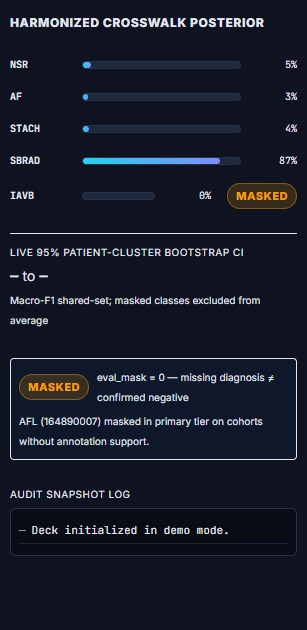 HARMONIZED CROSSWALK POSTERIOR
NSR 5%
AF 3%
STACH 4%
SBRAD 87%
IAVB 0% MASKED
LIVE 95% PATIENT-CLUSTER BOOTSTRAP CI
— to —
Macro-F1 shared-set; masked classes excluded from
average
MASKED eval_mask = 0 — missing diagnosis ≠
confirmed negative
AFL (164890007) masked in primary tier on cohorts
without annotation support.
AUDIT SNAPSHOT LOG
— Deck initialized in demo mode.